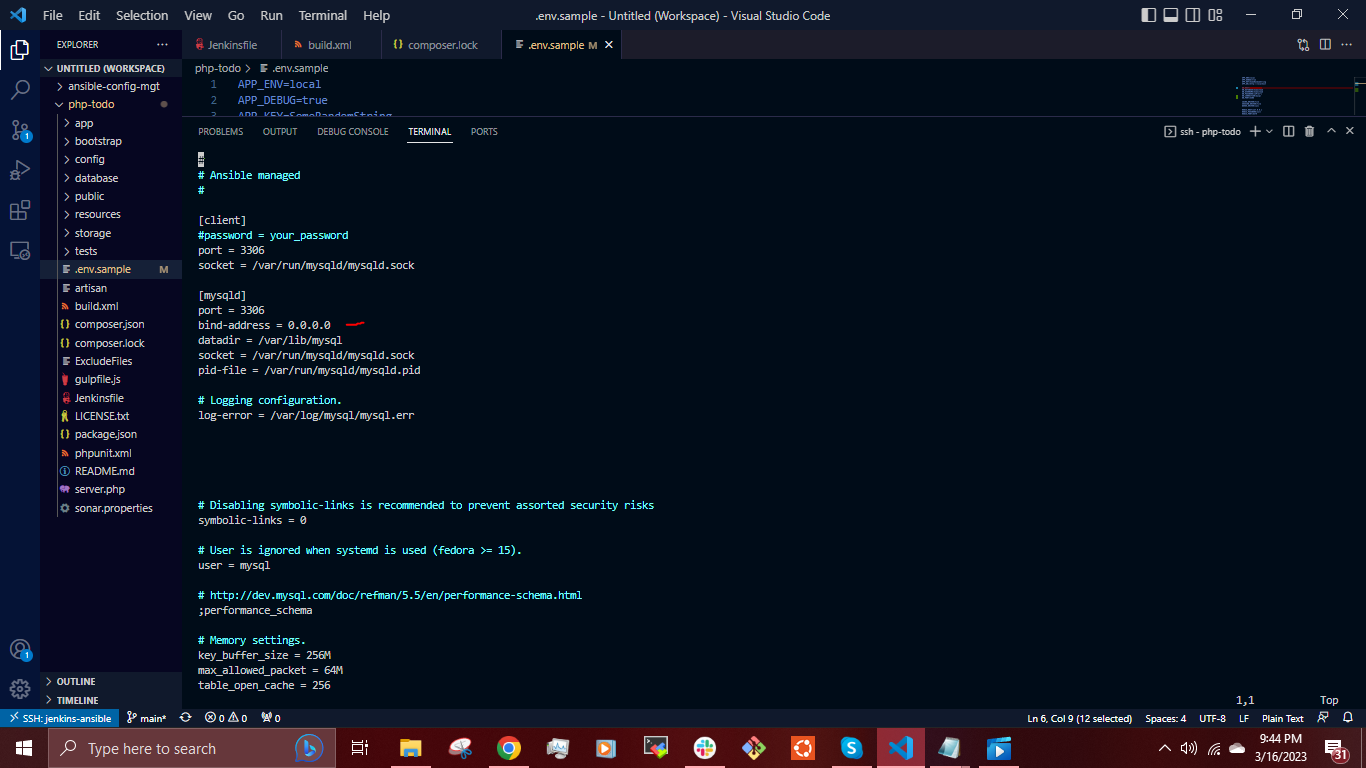 File Edit Selection View Go Run Terminal Help
.env.sample - Untitled (Workspace) - Visual Studio Code
EXPLORER
UNTITLED (WORKSPACE)
ansible-config-mgt
php-todo
app
bootstrap
config
database
public
resources
storage
tests
.env.sample M
artisan
build.xml
composer.json
composer.lock
ExcludeFiles
gulpfile.js
Jenkinsfile
LICENSE.txt
package.json
phpunit.xml
README.md
server.php
sonar.properties
OUTLINE
TIMELINE
Jenkinsfile
build.xml
composer.lock
.env.sample M
php-todo > .env.sample
1 APP_ENV=local
2 APP_DEBUG=true
3 APP_KEY=SomeRandomString
PROBLEMS OUTPUT DEBUG CONSOLE TERMINAL PORTS
ssh - php-todo
#
# Ansible managed
#
[client]
#password = your_password
port = 3306
socket = /var/run/mysqld/mysqld.sock
[mysqld]
port = 3306
bind-address = 0.0.0.0
datadir = /var/lib/mysql
socket = /var/run/mysqld/mysqld.sock
pid-file = /var/run/mysqld/mysqld.pid
# Logging configuration.
log-error = /var/log/mysql/mysql.err
# Disabling symbolic-links is recommended to prevent assorted security risks
symbolic-links = 0
# User is ignored when systemd is used (fedora >= 15).
user = mysql
# http://dev.mysql.com/doc/refman/5.5/en/performance-schema.html
;performance_schema
# Memory settings.
key_buffer_size = 256M
max_allowed_packet = 64M
table_open_cache = 256
1,1 Top
SSH: jenkins-ansible main* 0 0 0
Ln 6, Col 9 (12 selected) Spaces: 4 UTF-8 LF Plain Text
Type here to search
9:44 PM
3/16/2023
31